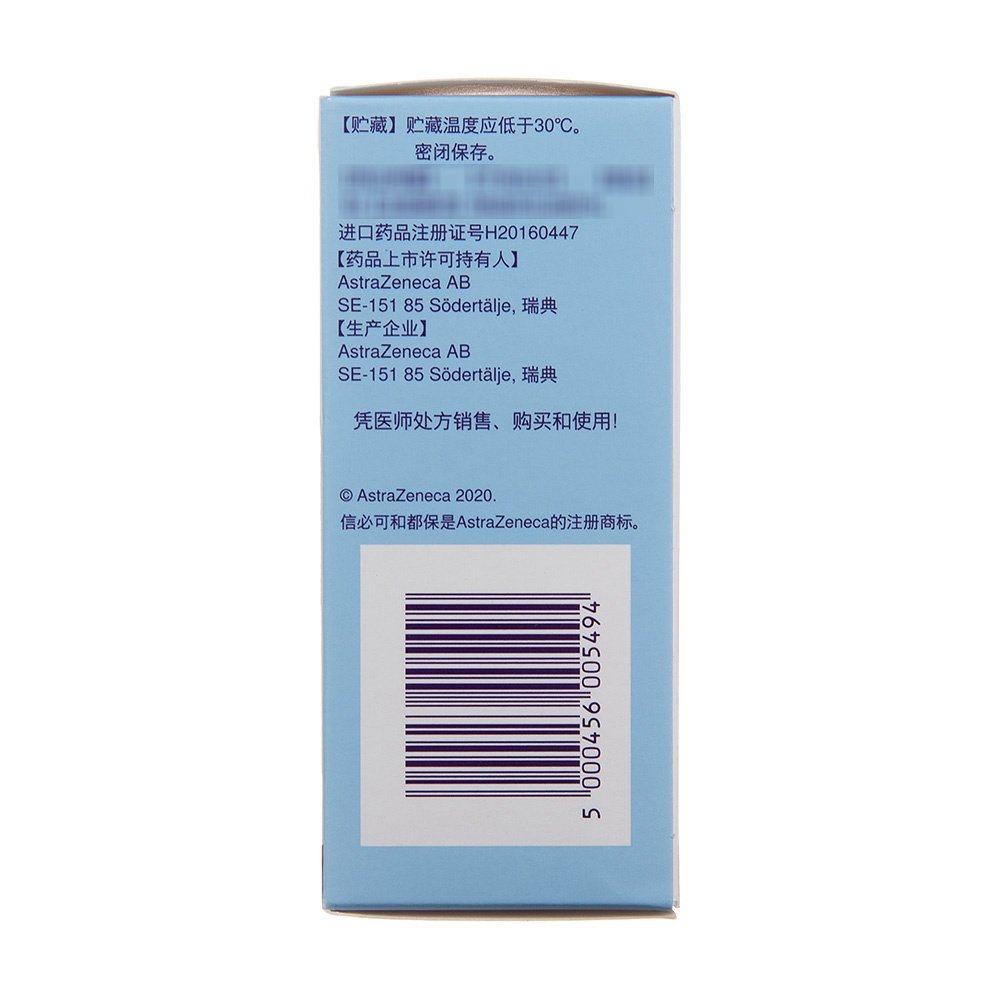 【贮藏】贮藏温度应低于30℃。
密闭保存。
进口药品注册证号H20160447
【药品上市许可持有人】
AstraZeneca AB
SE-151 85 Södertälje, 瑞典
【生产企业】
AstraZeneca AB
SE-151 85 Södertälje, 瑞典
凭医师处方销售、购买和使用!
© AstraZeneca 2020.
信必可和都保是AstraZeneca的注册商标。
5 000456 005494